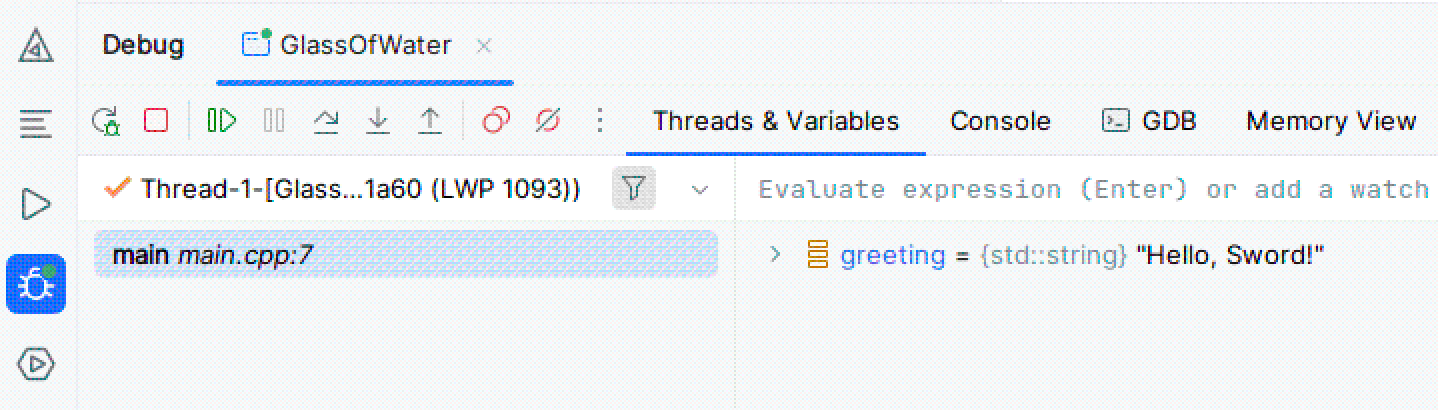 Debug GlassOfWater
Threads & Variables Console GDB Memory View
Thread-1-[Glass...1a60 (LWP 1093)) Evaluate expression (Enter) or add a watch
main main.cpp:7 greeting = {std::string} "Hello, Sword!"